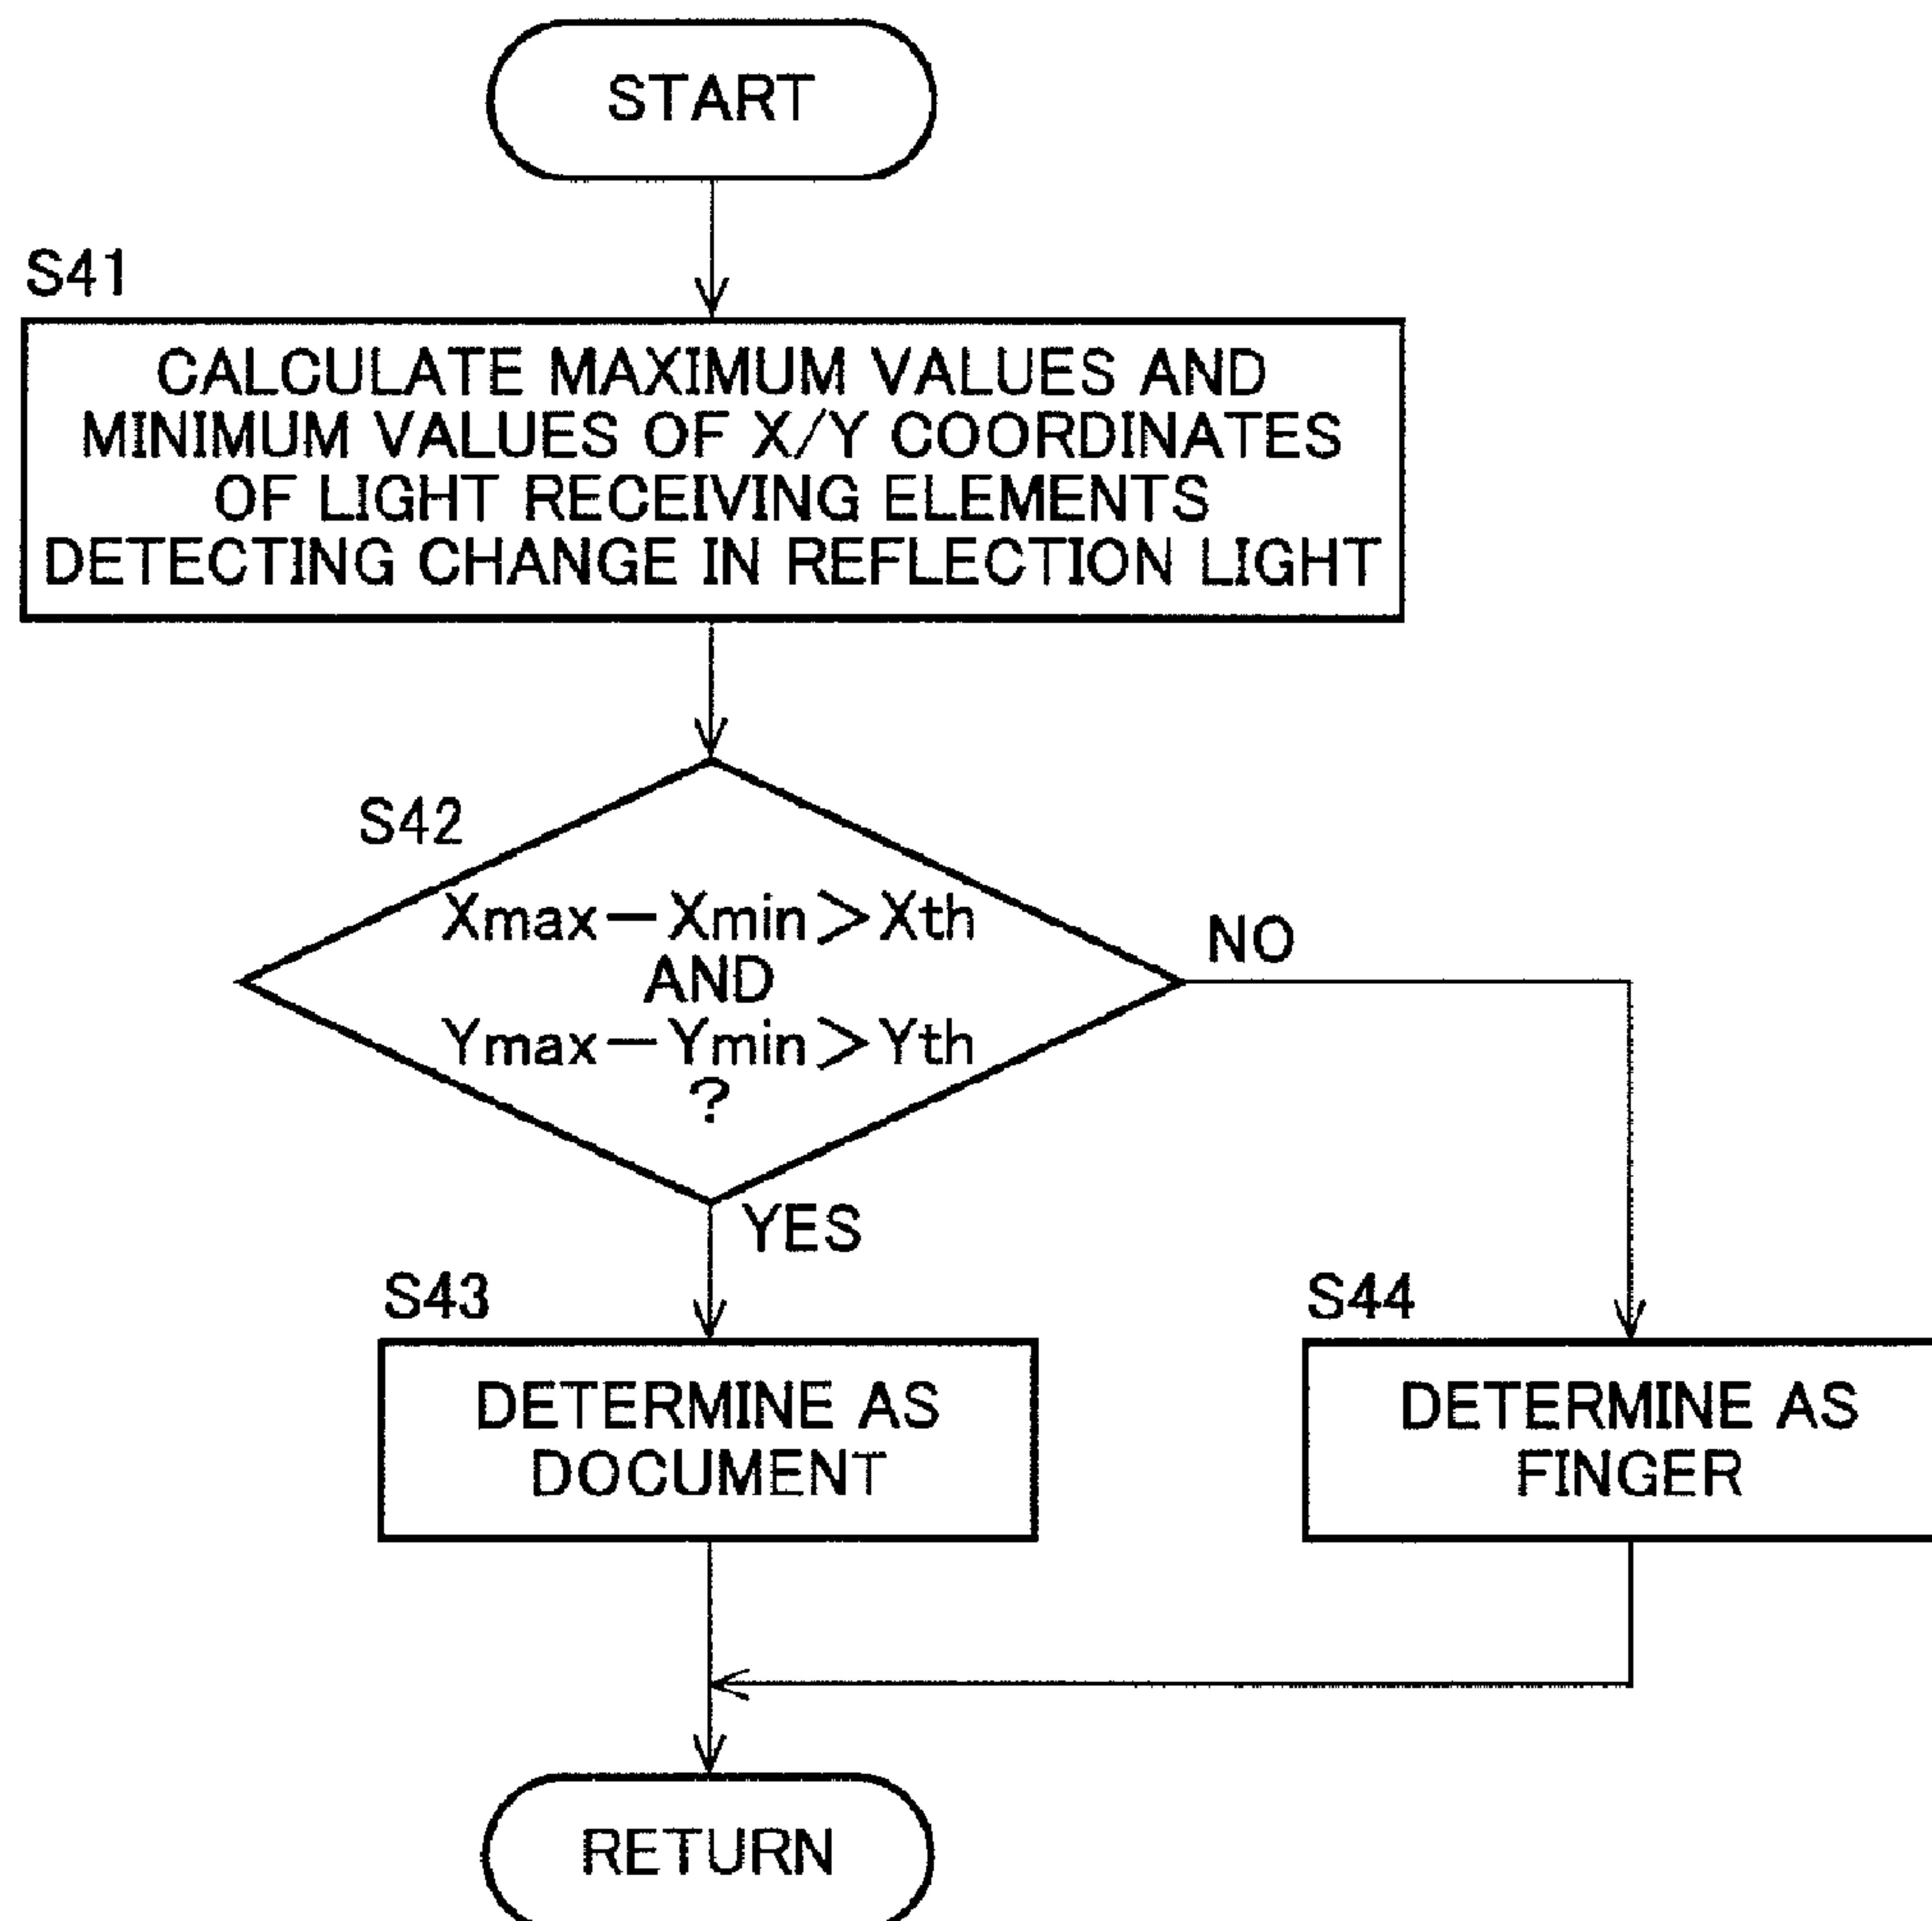 START
S41
CALCULATE MAXIMUM VALUES AND
MINIMUM VALUES OF X/Y COORDINATES
OF LIGHT RECEIVING ELEMENTS
DETECTING CHANGE IN REFLECTION LIGHT
S42
Xmax−Xmin>Xth
AND
Ymax−Ymin>Yth
?
NO
YES
S43
DETERMINE AS
DOCUMENT
S44
DETERMINE AS
FINGER
RETURN